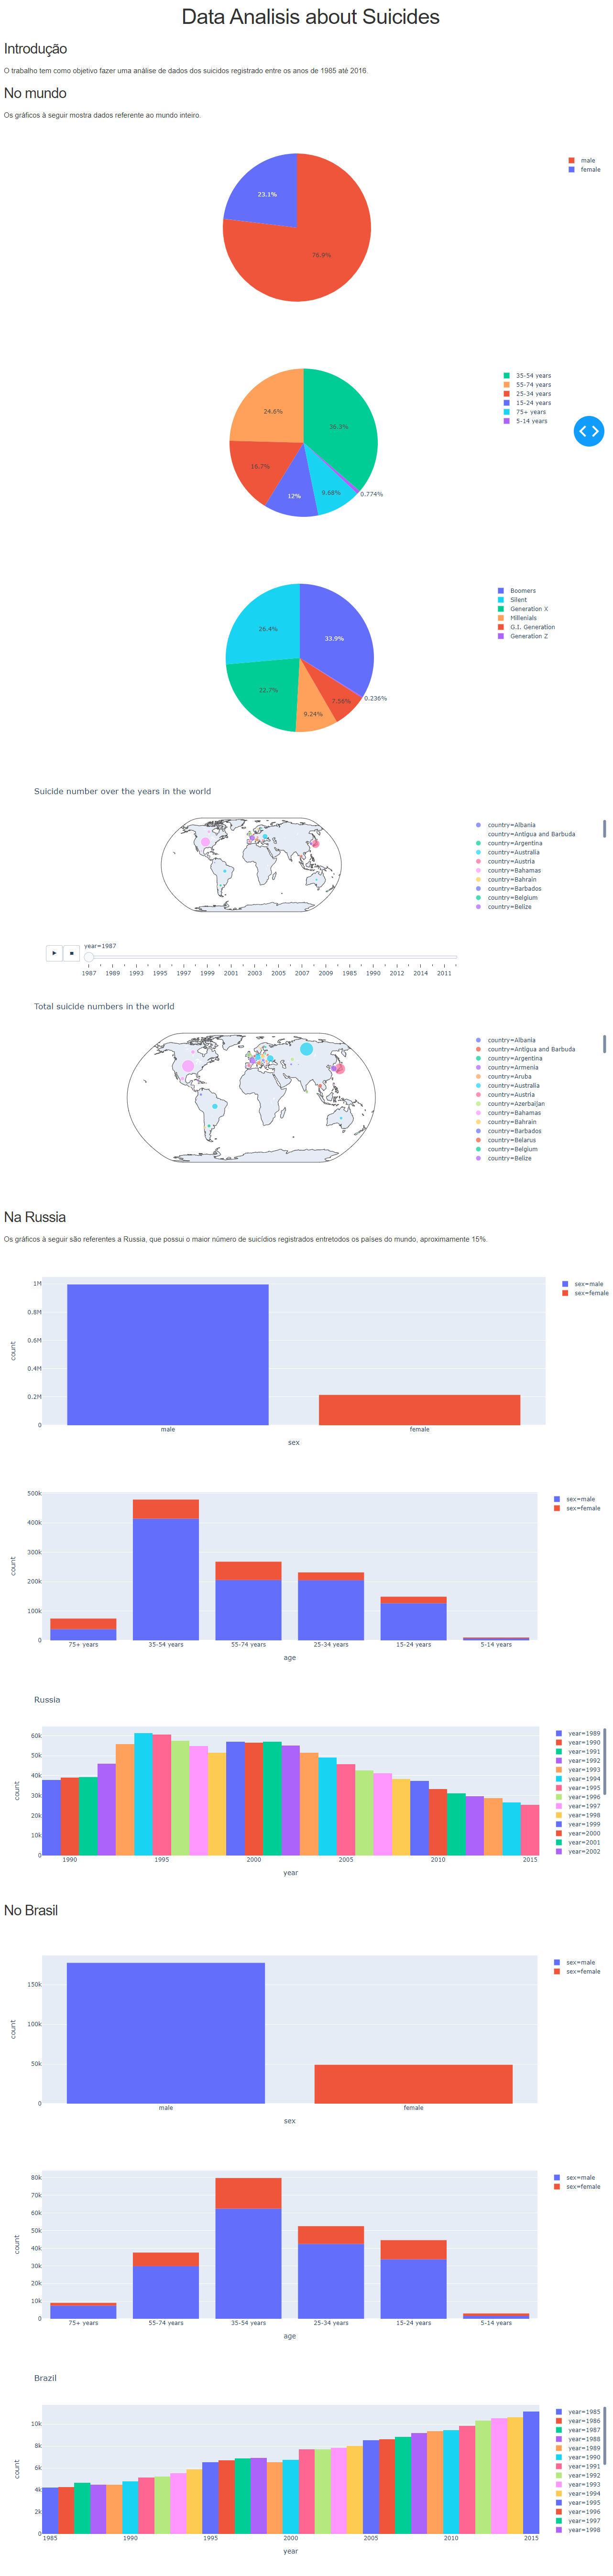 Data Analisis about Suicides
Introdução
O trabalho tem como objetivo fazer uma análise de dados dos suicidos registrado entre os anos de 1985 até 2016.
No mundo
Os gráficos à seguir mostra dados referente ao mundo inteiro.
male
female
23.1%
76.9%
35-54 years
55-74 years
25-34 years
15-24 years
75+ years
5-14 years
24.6%
36.3%
16.7%
12%
9.68%
0.774%
Boomers
Silent
Generation X
Millenials
G.I. Generation
Generation Z
26.4%
33.9%
22.7%
9.24%
7.56%
0.236%
Suicide number over the years in the world
country=Albania
country=Antigua and Barbuda
country=Argentina
country=Australia
country=Austria
country=Bahamas
country=Bahrain
country=Barbados
country=Belgium
country=Belize
year=1987
1987 1989 1993 1995 1997 1999 2001 2003 2005 2007 2009 1985 1990 2012 2014 2011
Total suicide numbers in the world
country=Albania
country=Antigua and Barbuda
country=Argentina
country=Armenia
country=Aruba
country=Australia
country=Austria
country=Azerbaijan
country=Bahamas
country=Bahrain
country=Barbados
country=Belarus
country=Belgium
country=Belize
Na Russia
Os gráficos à seguir são referentes a Russia, que possui o maior número de suicídios registrados entretodos os países do mundo, aproximamente 15%.
1M
0.8M
0.6M
0.4M
0.2M
0
count
male female
sex
sex=male
sex=female
500k
400k
300k
200k
100k
0
count
75+ years 35-54 years 55-74 years 25-34 years 15-24 years 5-14 years
age
sex=male
sex=female
Russia
60k
50k
40k
30k
20k
10k
0
count
1990 1995 2000 2005 2010 2015
year
year=1989
year=1990
year=1991
year=1992
year=1993
year=1994
year=1995
year=1996
year=1997
year=1998
year=1999
year=2000
year=2001
year=2002
No Brasil
150k
100k
50k
0
count
male female
sex
sex=male
sex=female
80k
70k
60k
50k
40k
30k
20k
10k
0
count
75+ years 55-74 years 35-54 years 25-34 years 15-24 years 5-14 years
age
sex=male
sex=female
Brazil
10k
8k
6k
4k
2k
0
count
1985 1990 1995 2000 2005 2010 2015
year
year=1985
year=1986
year=1987
year=1988
year=1989
year=1990
year=1991
year=1992
year=1993
year=1994
year=1995
year=1996
year=1997
year=1998